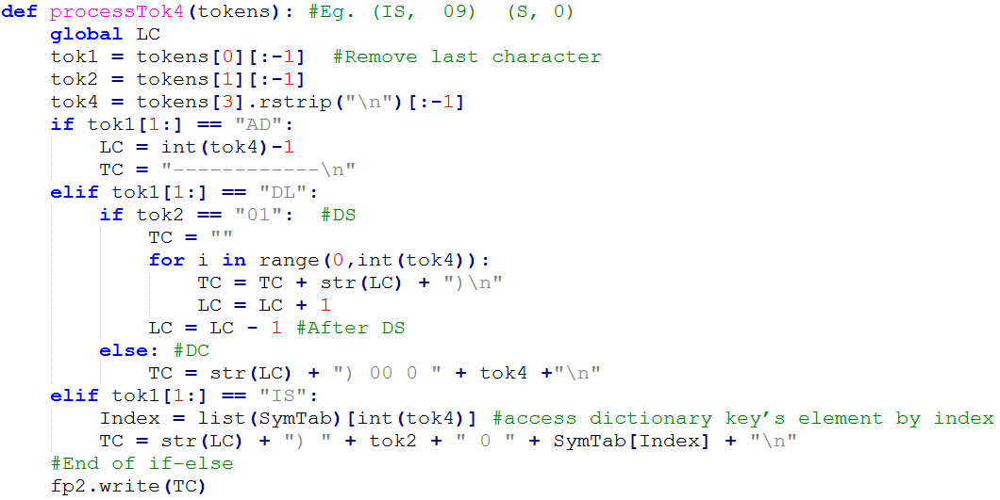 def processTok4(tokens): #Eg. (IS,  09)  (S, 0)
    global LC
    tok1 = tokens[0][:-1]  #Remove last character
    tok2 = tokens[1][:-1]
    tok4 = tokens[3].rstrip("\n")[:-1]
    if tok1[1:] == "AD":
        LC = int(tok4)-1
        TC = "------------\n"
    elif tok1[1:] == "DL":
        if tok2 == "01":  #DS
            TC = ""
            for i in range(0,int(tok4)):
                TC = TC + str(LC) + ")\n"
                LC = LC + 1
            LC = LC - 1 #After DS
        else: #DC
            TC = str(LC) + ") 00 0 " + tok4 +"\n"
    elif tok1[1:] == "IS":
        Index = list(SymTab)[int(tok4)] #access dictionary key’s element by index
        TC = str(LC) + ") " + tok2 + " 0 " + SymTab[Index] + "\n"
    #End of if-else
    fp2.write(TC)